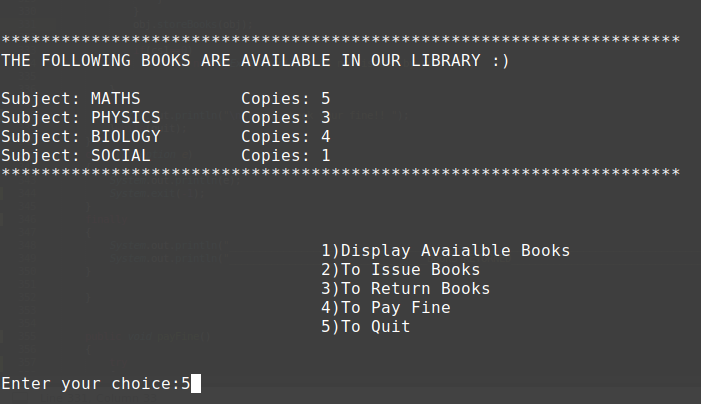 ********************************************************************
THE FOLLOWING BOOKS ARE AVAILABLE IN OUR LIBRARY :)
Subject: MATHS          Copies: 5
Subject: PHYSICS        Copies: 3
Subject: BIOLOGY        Copies: 4
Subject: SOCIAL         Copies: 1
********************************************************************
1)Display Avaialble Books
2)To Issue Books
3)To Return Books
4)To Pay Fine
5)To Quit
Enter your choice:5